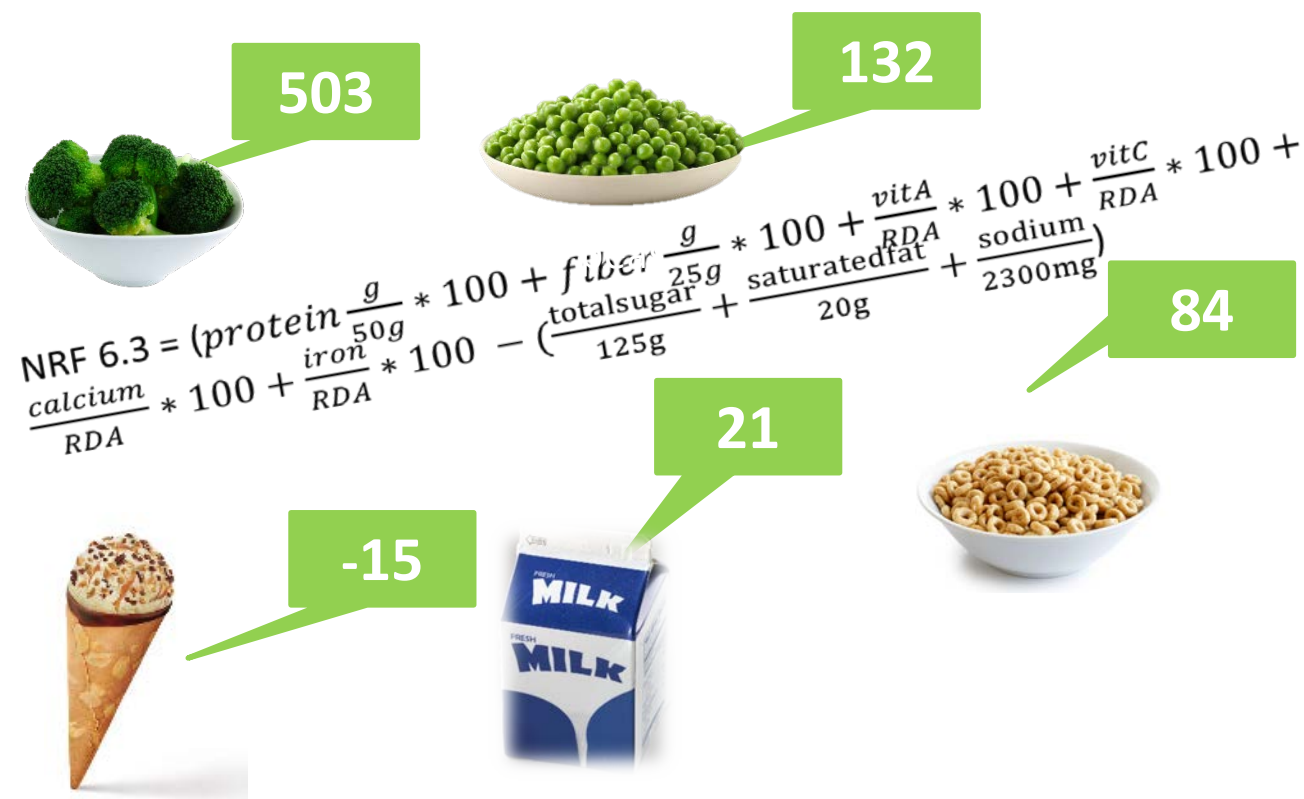 503
132
NRF 6.3 = (protein g/50g * 100 + fiber g/25g * 100 + vitA/RDA * 100 + vitC/RDA * 100 +
calcium/RDA * 100 + iron/RDA * 100 − (totalsugar/125g + saturatedfat/20g + sodium/2300mg)
84
21
-15
FRESH
MILK
FRESH
MILK